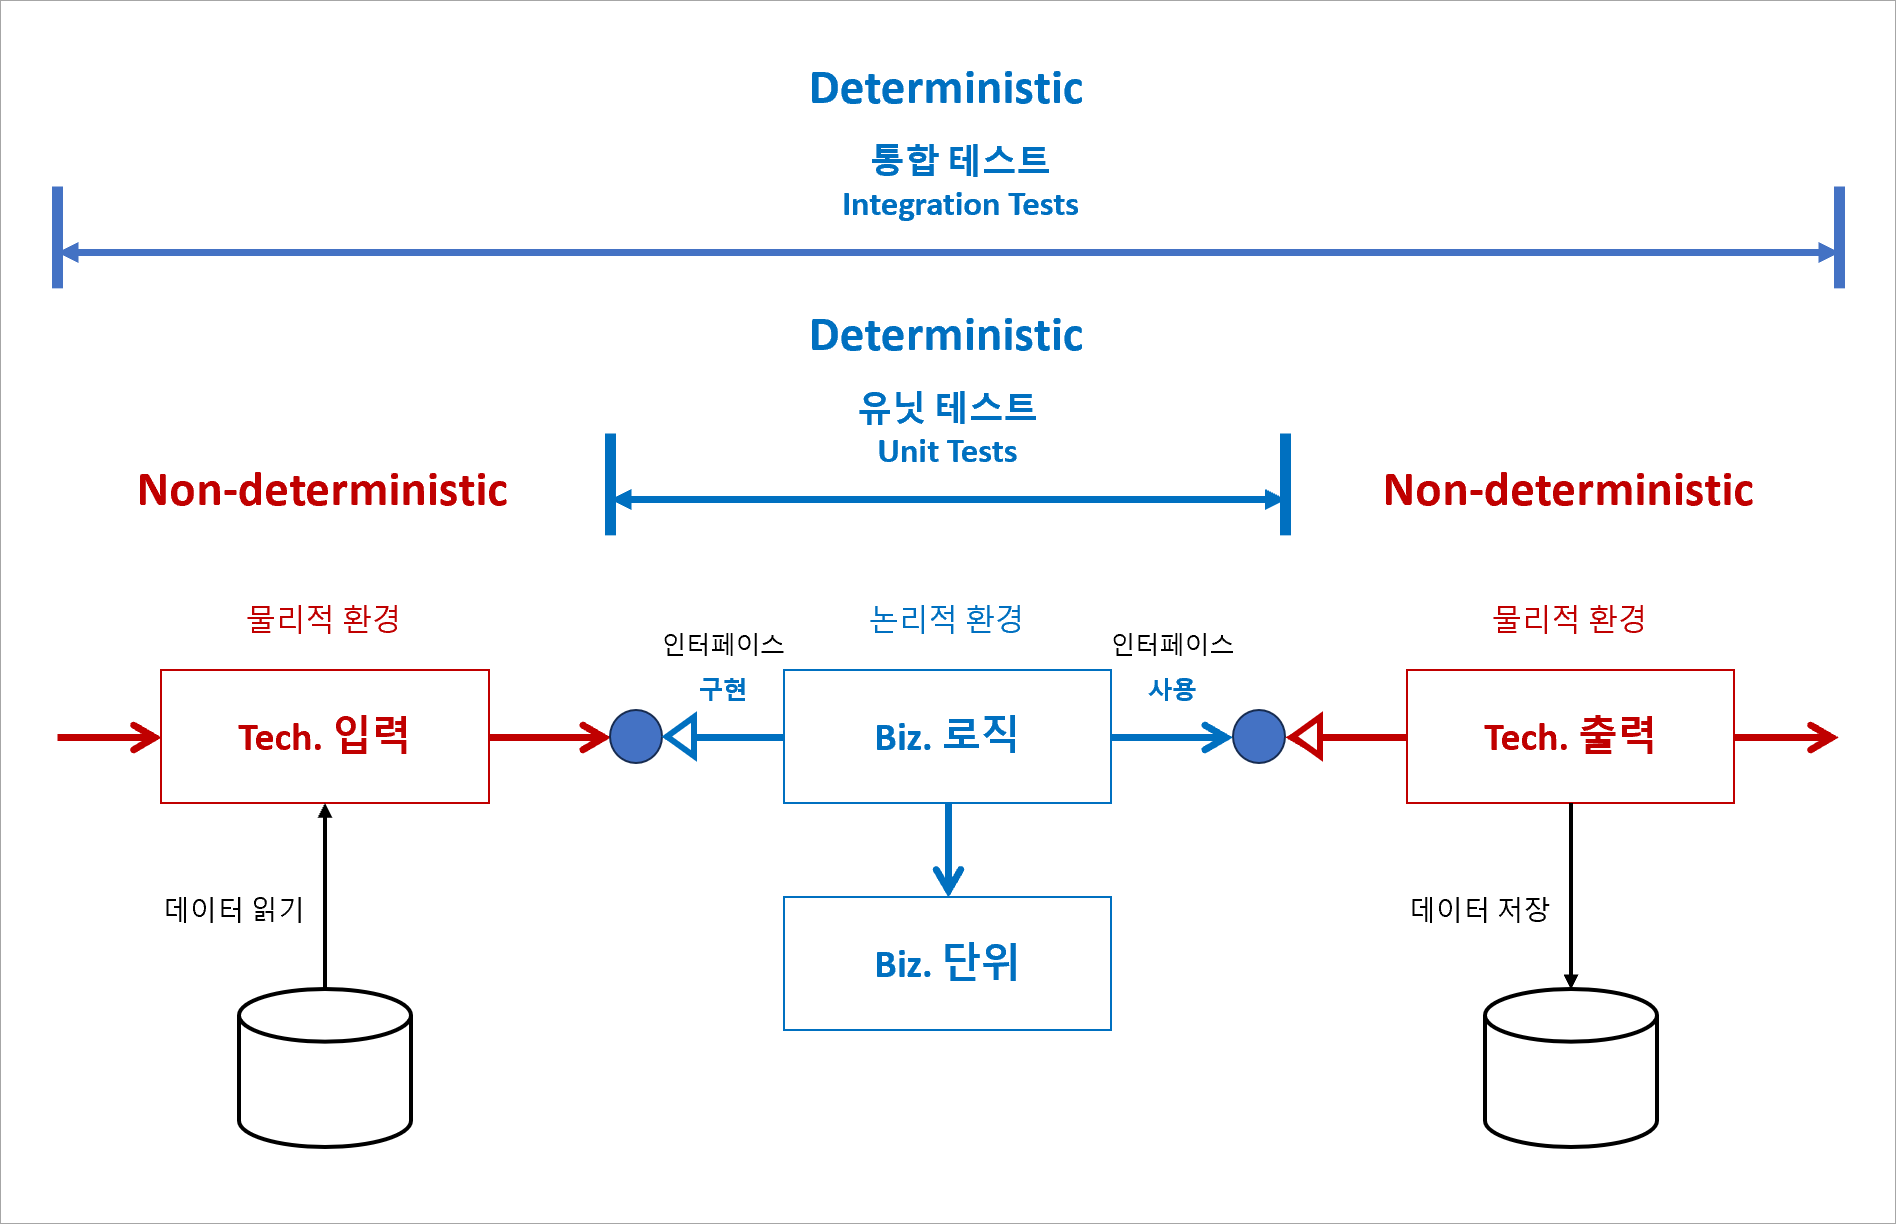 Deterministic
통합 테스트
Integration Tests
Deterministic
유닛 테스트
Unit Tests
Non-deterministic
Non-deterministic
물리적 환경
논리적 환경
물리적 환경
인터페이스
구현
인터페이스
사용
Tech. 입력
Biz. 로직
Tech. 출력
데이터 읽기
Biz. 단위
데이터 저장